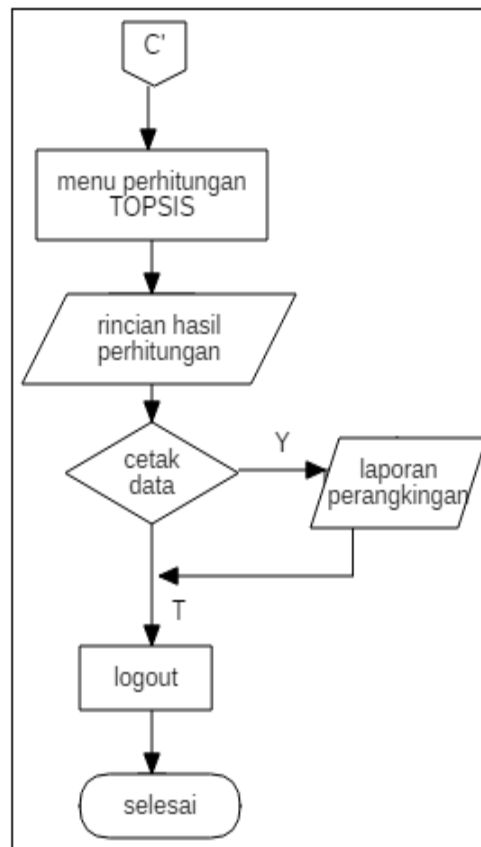 C'
menu perhitungan
TOPSIS
rincian hasil
perhitungan
cetak
data
Y
laporan
perangkingan
T
logout
selesai